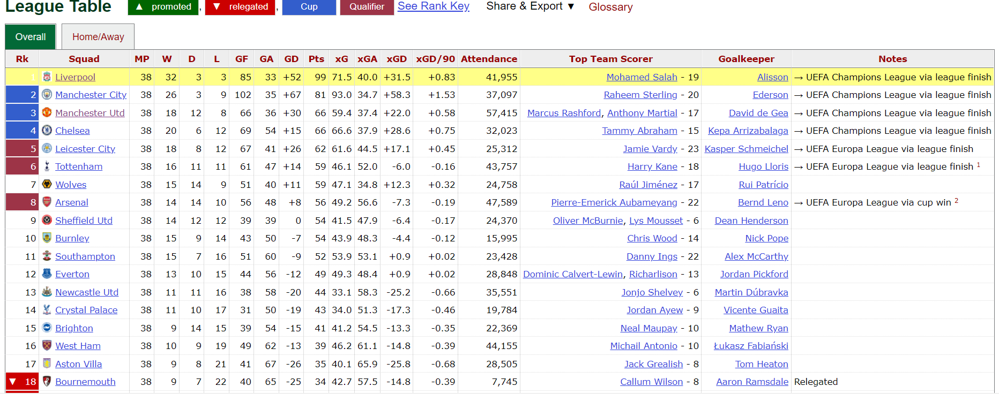 League Table ▲ promoted , ▼ relegated , Cup Qualifier See Rank Key Share & Export ▼ Glossary
Overall Home/Away
Rk Squad MP W D L GF GA GD Pts xG xGA xGD xGD/90 Attendance Top Team Scorer Goalkeeper Notes
1 Liverpool 38 32 3 3 85 33 +52 99 71.5 40.0 +31.5 +0.83 41,955 Mohamed Salah - 19 Alisson → UEFA Champions League via league finish
2 Manchester City 38 26 3 9 102 35 +67 81 93.0 34.7 +58.3 +1.53 37,097 Raheem Sterling - 20 Ederson → UEFA Champions League via league finish
3 Manchester Utd 38 18 12 8 66 36 +30 66 59.4 37.4 +22.0 +0.58 57,415 Marcus Rashford, Anthony Martial - 17 David de Gea → UEFA Champions League via league finish
4 Chelsea 38 20 6 12 69 54 +15 66 66.6 37.9 +28.6 +0.75 32,023 Tammy Abraham - 15 Kepa Arrizabalaga → UEFA Champions League via league finish
5 Leicester City 38 18 8 12 67 41 +26 62 61.6 44.5 +17.1 +0.45 25,312 Jamie Vardy - 23 Kasper Schmeichel → UEFA Europa League via league finish
6 Tottenham 38 16 11 11 61 47 +14 59 46.1 52.0 -6.0 -0.16 43,757 Harry Kane - 18 Hugo Lloris → UEFA Europa League via league finish 1
7 Wolves 38 15 14 9 51 40 +11 59 47.1 34.8 +12.3 +0.32 24,758 Raúl Jiménez - 17 Rui Patrício
8 Arsenal 38 14 14 10 56 48 +8 56 49.2 56.6 -7.3 -0.19 47,589 Pierre-Emerick Aubameyang - 22 Bernd Leno → UEFA Europa League via cup win 2
9 Sheffield Utd 38 14 12 12 39 39 0 54 41.5 47.9 -6.4 -0.17 24,370 Oliver McBurnie, Lys Mousset - 6 Dean Henderson
10 Burnley 38 15 9 14 43 50 -7 54 43.9 48.3 -4.4 -0.12 15,995 Chris Wood - 14 Nick Pope
11 Southampton 38 15 7 16 51 60 -9 52 53.9 53.1 +0.9 +0.02 23,428 Danny Ings - 22 Alex McCarthy
12 Everton 38 13 10 15 44 56 -12 49 49.3 48.4 +0.9 +0.02 28,848 Dominic Calvert-Lewin, Richarlison - 13 Jordan Pickford
13 Newcastle Utd 38 11 11 16 38 58 -20 44 33.1 58.3 -25.2 -0.66 35,551 Jonjo Shelvey - 6 Martin Dúbravka
14 Crystal Palace 38 11 10 17 31 50 -19 43 34.0 51.3 -17.3 -0.46 19,784 Jordan Ayew - 9 Vicente Guaita
15 Brighton 38 9 14 15 39 54 -15 41 41.2 54.5 -13.3 -0.35 22,369 Neal Maupay - 10 Mathew Ryan
16 West Ham 38 10 9 19 49 62 -13 39 46.2 61.1 -14.8 -0.39 44,155 Michail Antonio - 10 Łukasz Fabiański
17 Aston Villa 38 9 8 21 41 67 -26 35 40.1 65.9 -25.8 -0.68 28,505 Jack Grealish - 8 Tom Heaton
▼ 18 Bournemouth 38 9 7 22 40 65 -25 34 42.7 57.5 -14.8 -0.39 7,745 Callum Wilson - 8 Aaron Ramsdale Relegated